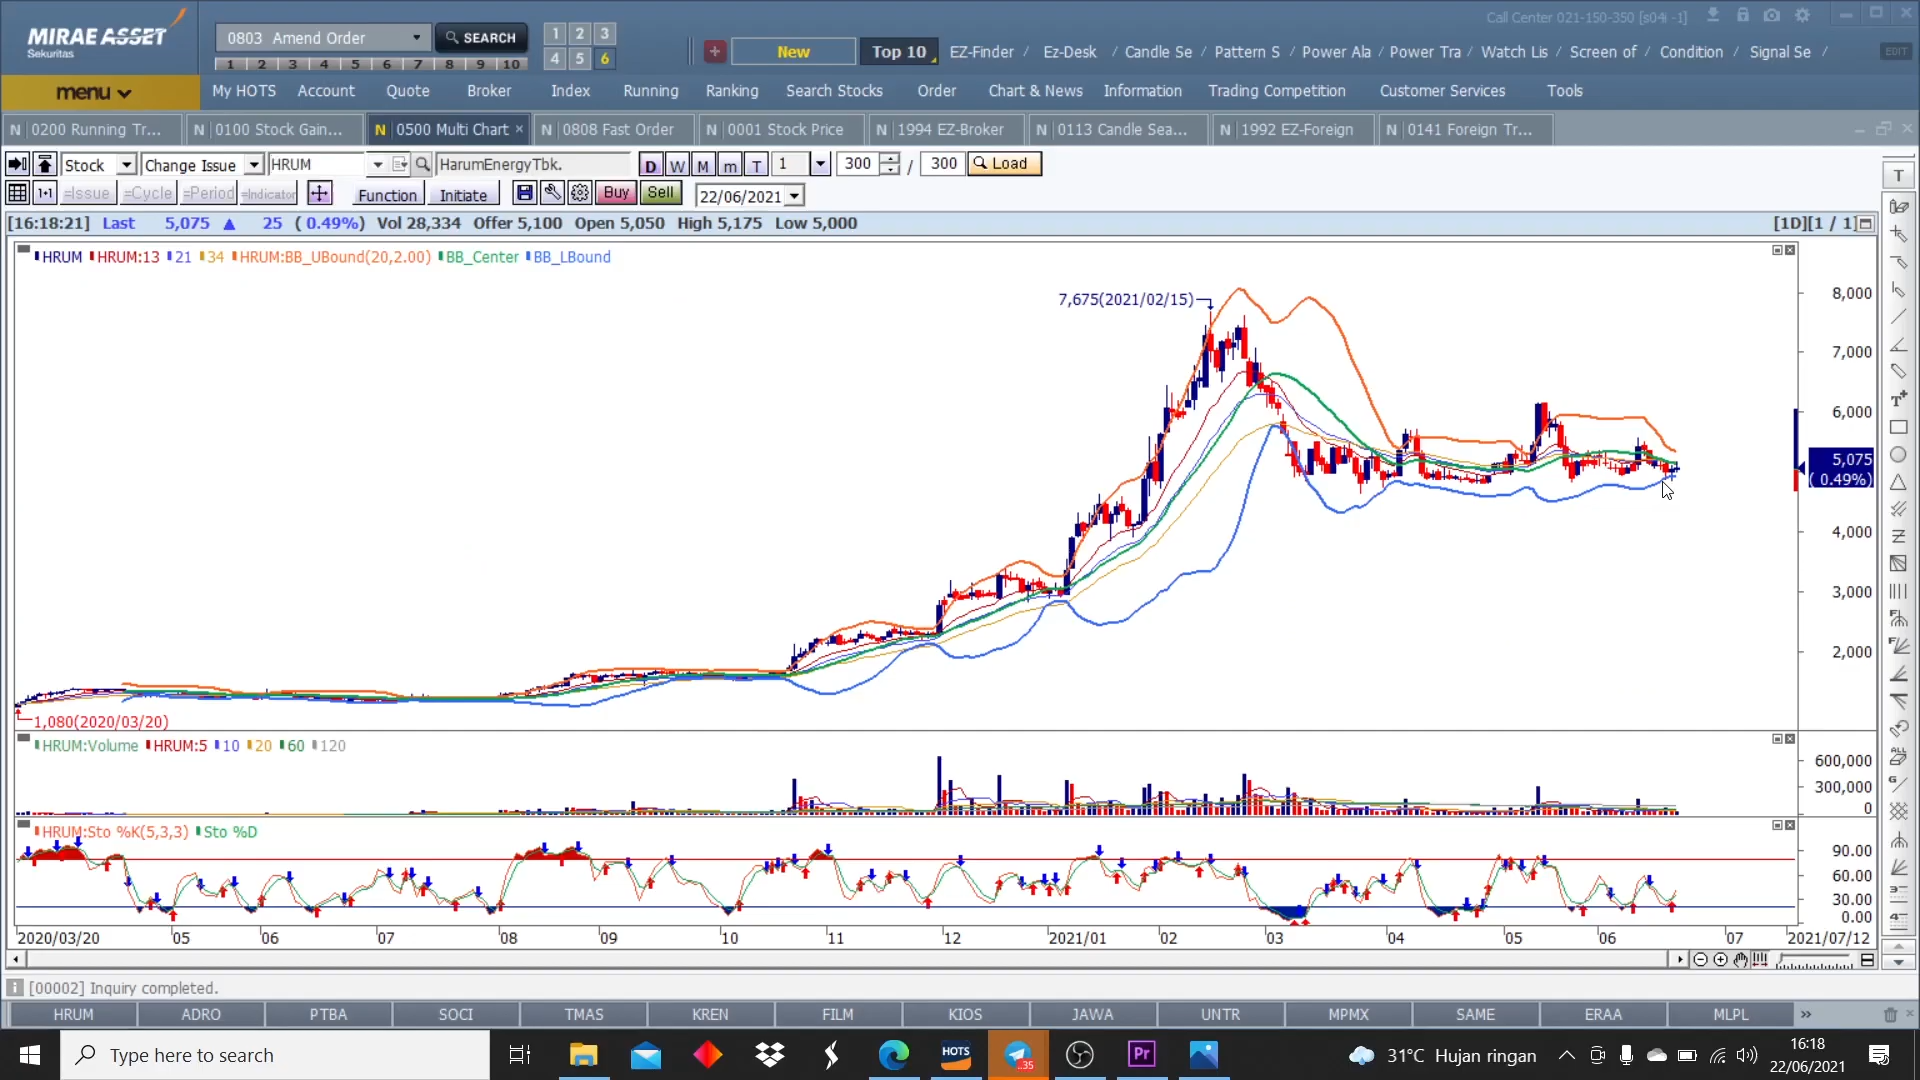 MIRAE ASSET
Sekuritas
0803 Amend Order
SEARCH
1 2 3 4 5 6 7 8 9 10
1 2 3
4 5 6
New
Top 10
EZ-Finder / Ez-Desk / Candle Se / Pattern S / Power Ala / Power Tra / Watch Lis / Screen of / Condition / Signal Se /
Call Center 021-150-350 [s04i -1]
EDIT
menu
My HOTS Account Quote Broker Index Running Ranking Search Stocks Order Chart & News Information Trading Competition Customer Services Tools
N 0200 Running Tr... N 0100 Stock Gain... N 0500 Multi Chart × N 0808 Fast Order N 0001 Stock Price N 1994 EZ-Broker N 0113 Candle Sea... N 1992 EZ-Foreign N 0141 Foreign Tr...
Stock Change Issue HRUM HarumEnergyTbk. D W M m T 1 300 / 300 Load
=Issue =Cycle =Period =Indicator Function Initiate Buy Sell 22/06/2021
[16:18:21] Last 5,075 ▲ 25 ( 0.49%) Vol 28,334 Offer 5,100 Open 5,050 High 5,175 Low 5,000 [1D][1 / 1]
HRUM HRUM:13 21 34 HRUM:BB_UBound(20,2.00) BB_Center BB_LBound
7,675(2021/02/15)
8,000
7,000
6,000
5,075
( 0.49%)
4,000
3,000
2,000
1,080(2020/03/20)
HRUM:Volume HRUM:5 10 20 60 120
600,000
300,000
0
HRUM:Sto %K(5,3,3) Sto %D
90.00
60.00
30.00
0.00
2020/03/20 05 06 07 08 09 10 11 12 2021/01 02 03 04 05 06 07 2021/07/12
[00002] Inquiry completed.
HRUM ADRO PTBA SOCI TMAS KREN FILM KIOS JAWA UNTR MPMX SAME ERAA MLPL »
Type here to search
HOTS
Pr
31°C Hujan ringan
16:18
22/06/2021